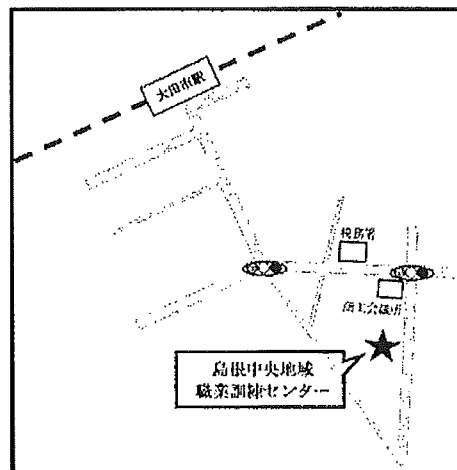 大田市駅
税務署
商工会議所
島根中央地域
職業訓練センター